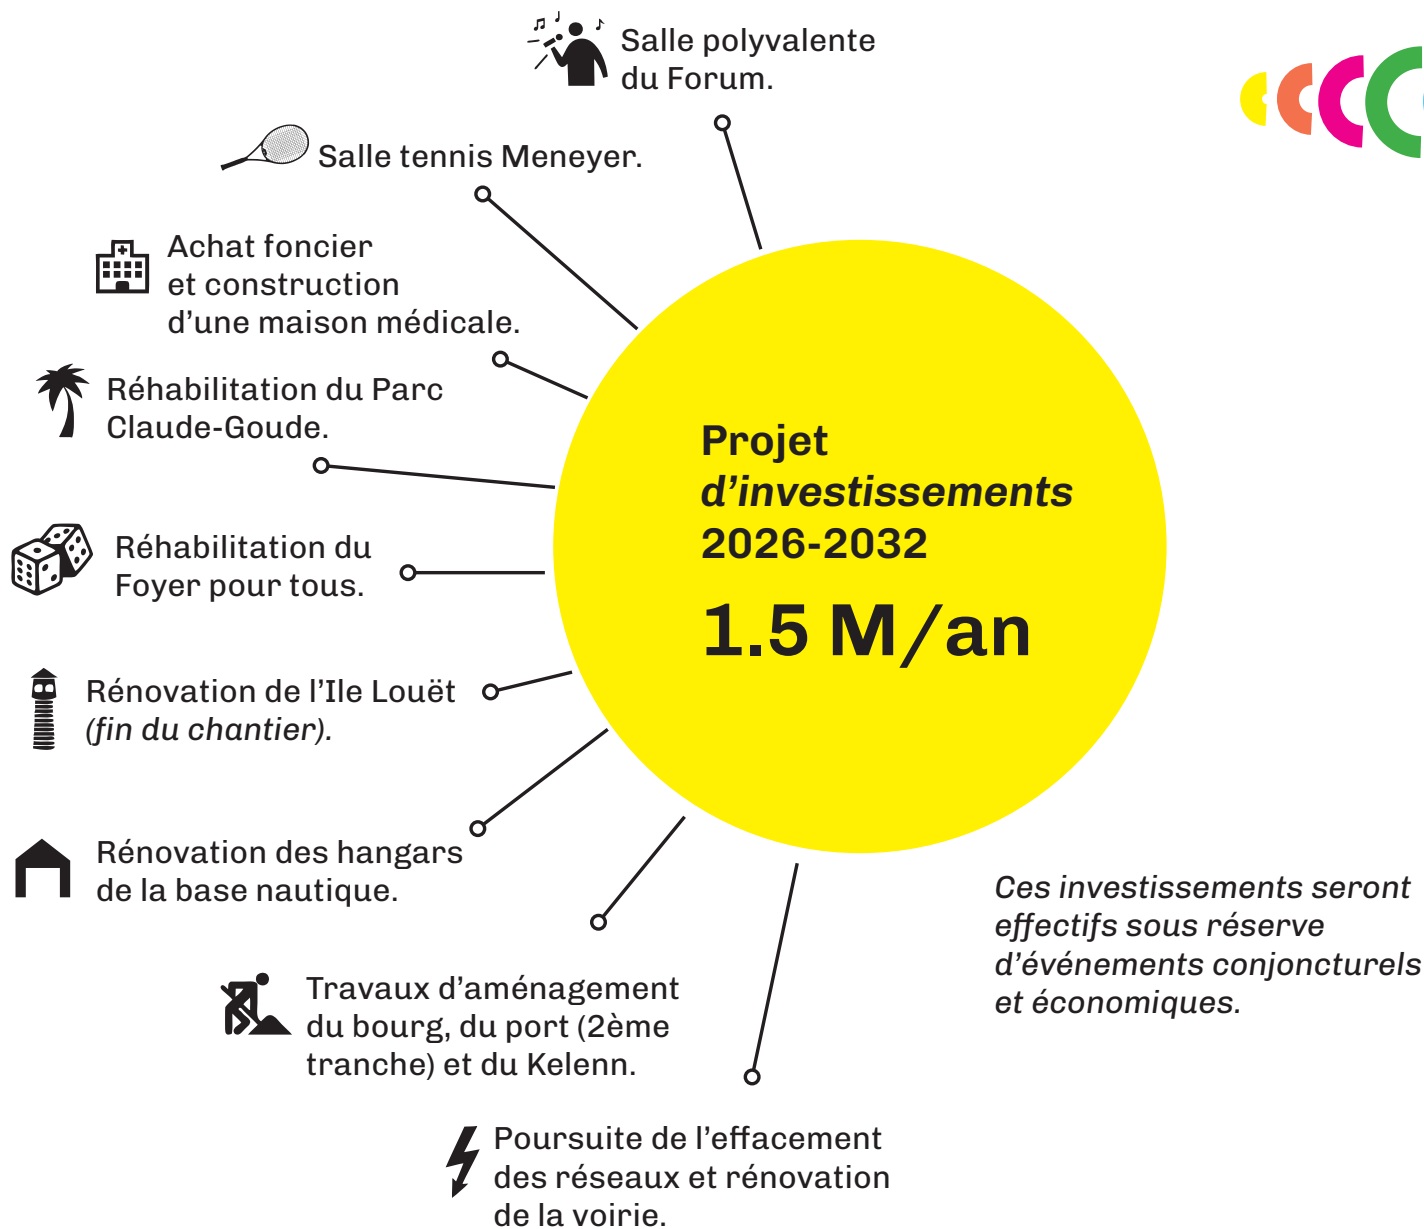 Salle polyvalente
du Forum.
Salle tennis Meneyer.
Achat foncier
et construction
d’une maison médicale.
Réhabilitation du Parc
Claude-Goude.
Réhabilitation du
Foyer pour tous.
Rénovation de l’Ile Louët
(fin du chantier).
Rénovation des hangars
de la base nautique.
Travaux d’aménagement
du bourg, du port (2ème
tranche) et du Kelenn.
Poursuite de l’effacement
des réseaux et rénovation
de la voirie.
Projet
d’investissements
2026-2032
1.5 M/an
Ces investissements seront
effectifs sous réserve
d’événements conjoncturels
et économiques.